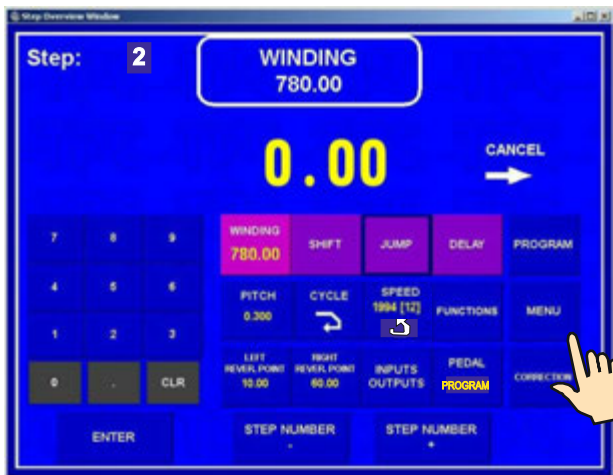 Step Overview Window
Step: 2
WINDING
780.00
0.00
CANCEL
7 8 9
WINDING
780.00
SHIFT
JUMP
DELAY
PROGRAM
4 5 6
PITCH
0.300
CYCLE
SPEED
1994 [12]
FUNCTIONS
MENU
1 2 3
LEFT
REVER. POINT
10.00
RIGHT
REVER. POINT
60.00
INPUTS
OUTPUTS
PEDAL
PROGRAM
CORRECTION
0 . CLR
ENTER
STEP NUMBER
-
STEP NUMBER
+